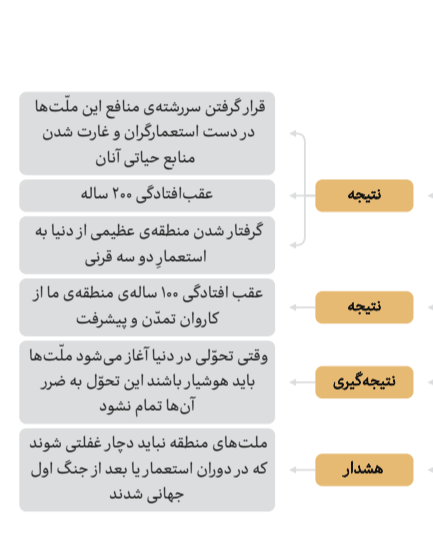 قرار گرفتن سررشته‌ی منافع این ملّت‌ها
در دست استعمارگران و غارت شدن
منابع حیاتی آنان
نتیجه
عقب‌افتادگی ۲۰۰ ساله
گرفتار شدن منطقه‌ی عظیمی از دنیا به
استعمارِ دو سه قرنی
نتیجه
عقب افتادگی ۱۰۰ ساله‌ی منطقه‌ی ما از
کاروان تمدّن و پیشرفت
نتیجه‌گیری
وقتی تحوّلی در دنیا آغاز می‌شود ملّت‌ها
باید هوشیار باشند این تحوّل به ضرر
آن‌ها تمام نشود
هشدار
ملت‌های منطقه نباید دچار غفلتی شوند
که در دوران استعمار یا بعد از جنگ اول
جهانی شدند